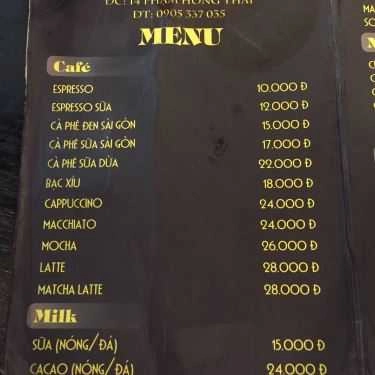 ĐC: 14 PHẠM HỒNG THÁI
ĐT: 0905 337 035
MENU
Café
ESPRESSO 10.000 Đ
ESPRESSO SỮA 12.000 Đ
CÀ PHÊ ĐEN SÀI GÒN 15.000 Đ
CÀ PHÊ SỮA SÀI GÒN 17.000 Đ
CÀ PHÊ SỮA DỪA 22.000 Đ
BẠC XỈU 18.000 Đ
CAPPUCCINO 24.000 Đ
MACCHIATO 24.000 Đ
MOCHA 26.000 Đ
LATTE 28.000 Đ
MATCHA LATTE 28.000 Đ
Milk
SỮA (NÓNG/ĐÁ) 15.000 Đ
CACAO (NÓNG/ĐÁ) 24.000 Đ